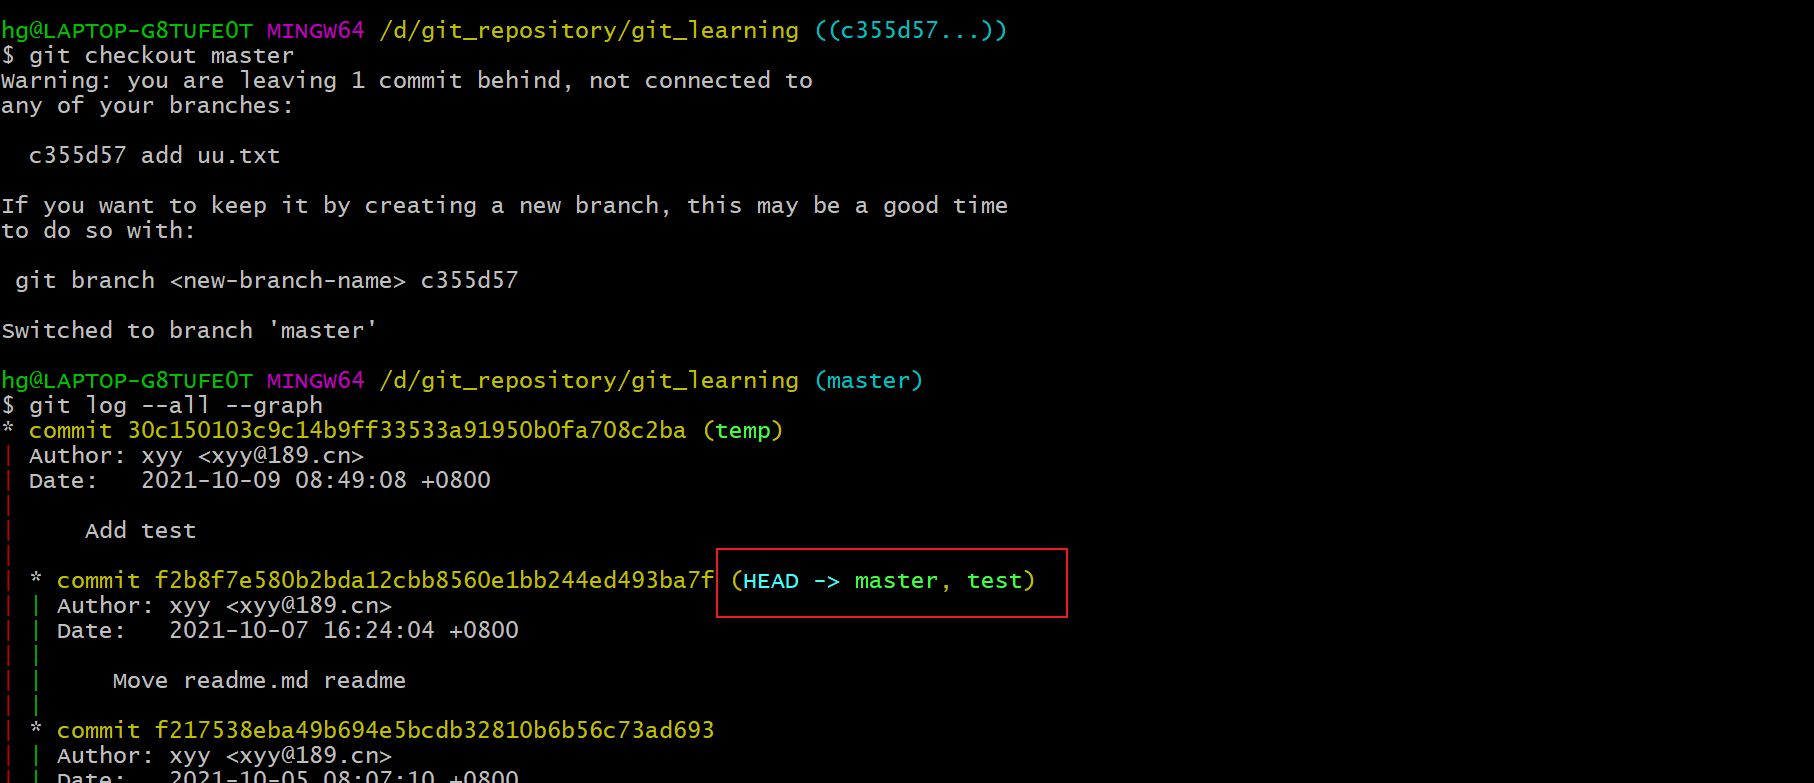 hg@LAPTOP-G8TUFE0T MINGW64 /d/git_repository/git_learning ((c355d57...))
$ git checkout master
Warning: you are leaving 1 commit behind, not connected to
any of your branches:
  c355d57 add uu.txt
If you want to keep it by creating a new branch, this may be a good time
to do so with:
 git branch <new-branch-name> c355d57
Switched to branch 'master'
hg@LAPTOP-G8TUFE0T MINGW64 /d/git_repository/git_learning (master)
$ git log --all --graph
* commit 30c150103c9c14b9ff33533a91950b0fa708c2ba (temp)
| Author: xyy <xyy@189.cn>
| Date:   2021-10-09 08:49:08 +0800
|
|     Add test
|
| * commit f2b8f7e580b2bda12cbb8560e1bb244ed493ba7f (HEAD -> master, test)
| | Author: xyy <xyy@189.cn>
| | Date:   2021-10-07 16:24:04 +0800
| |
| |     Move readme.md readme
| |
| * commit f217538eba49b694e5bcdb32810b6b56c73ad693
| | Author: xyy <xyy@189.cn>
| | Date:   2021-10-05 08:07:10 +0800